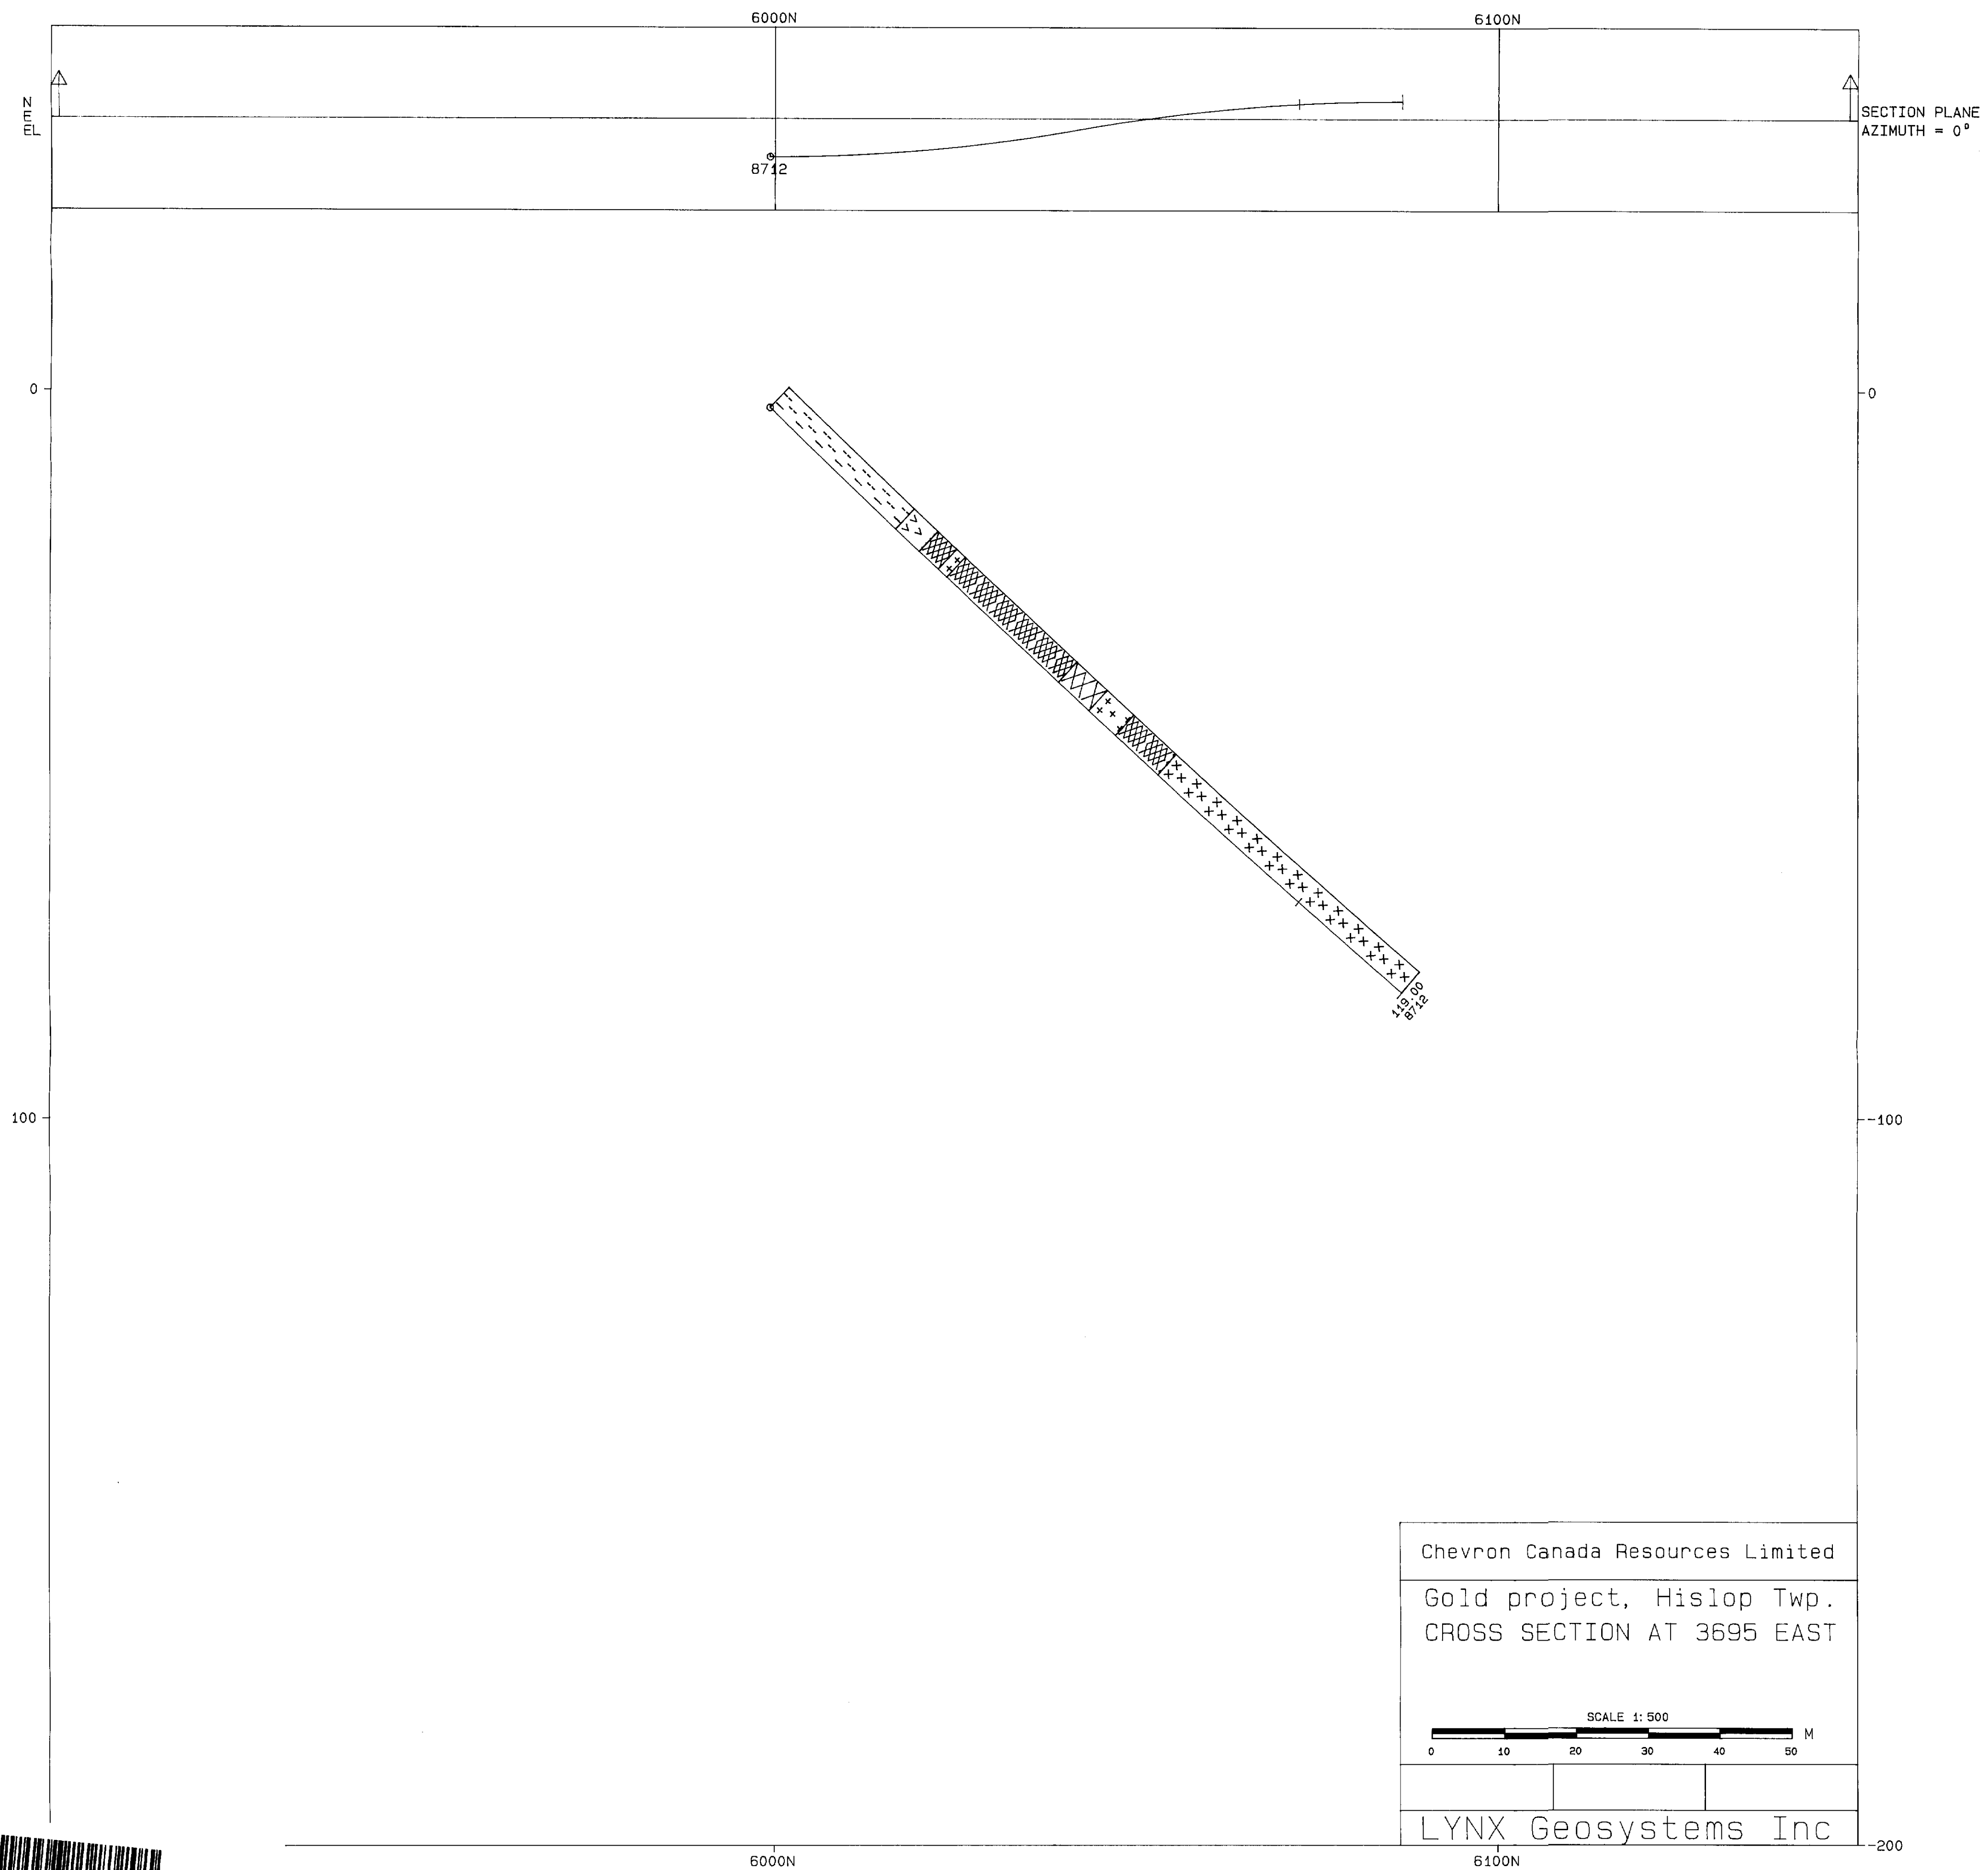 6000N
6100N
N
E
EL
SECTION PLANE
AZIMUTH = 0°
8712
0
0
119.00
8712
100
-100
Chevron Canada Resources Limited
Gold project, Hislop Twp.
CROSS SECTION AT 3695 EAST
SCALE 1:500
M
0 10 20 30 40 50
LYNX Geosystems Inc
-200
6000N
6100N